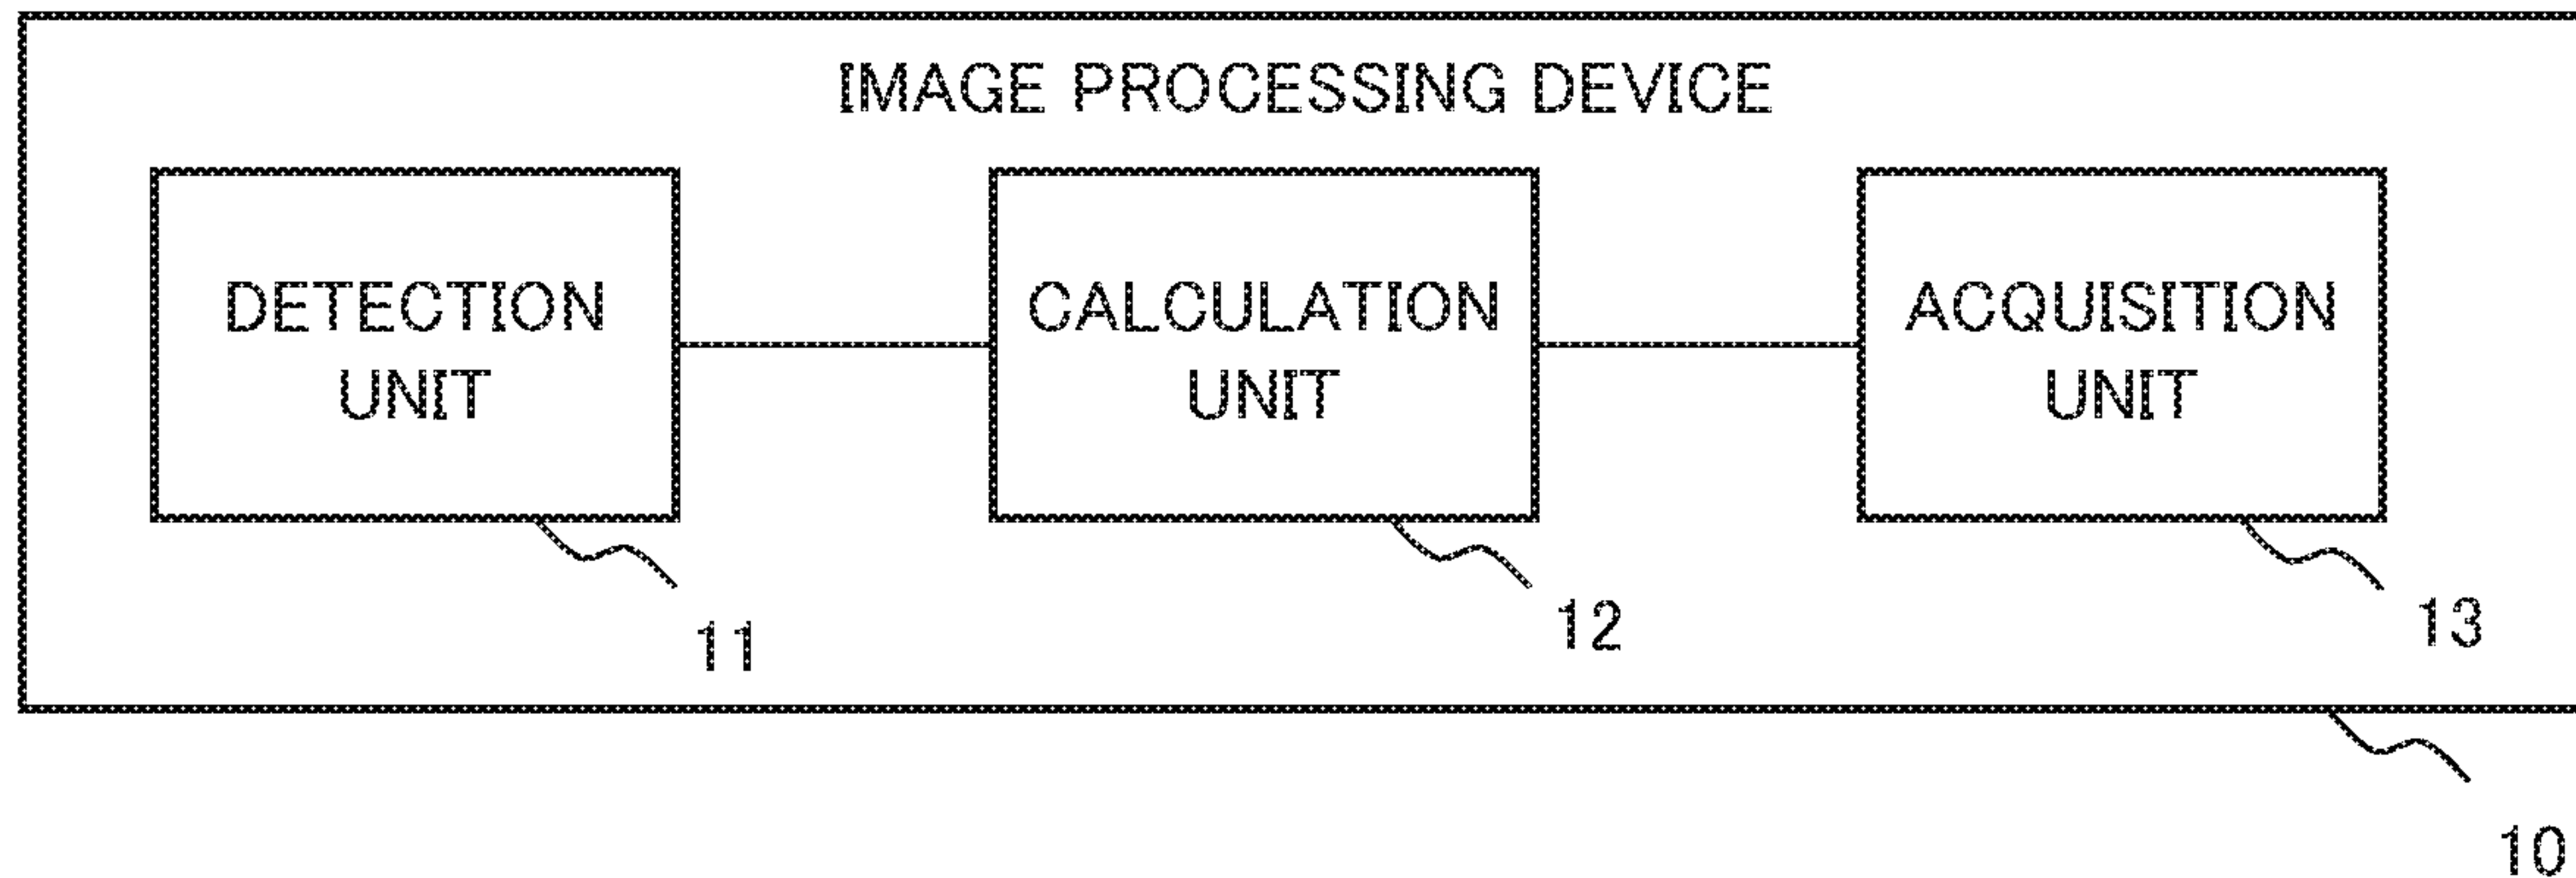 IMAGE PROCESSING DEVICE
DETECTION
UNIT
CALCULATION
UNIT
ACQUISITION
UNIT
11
12
13
10